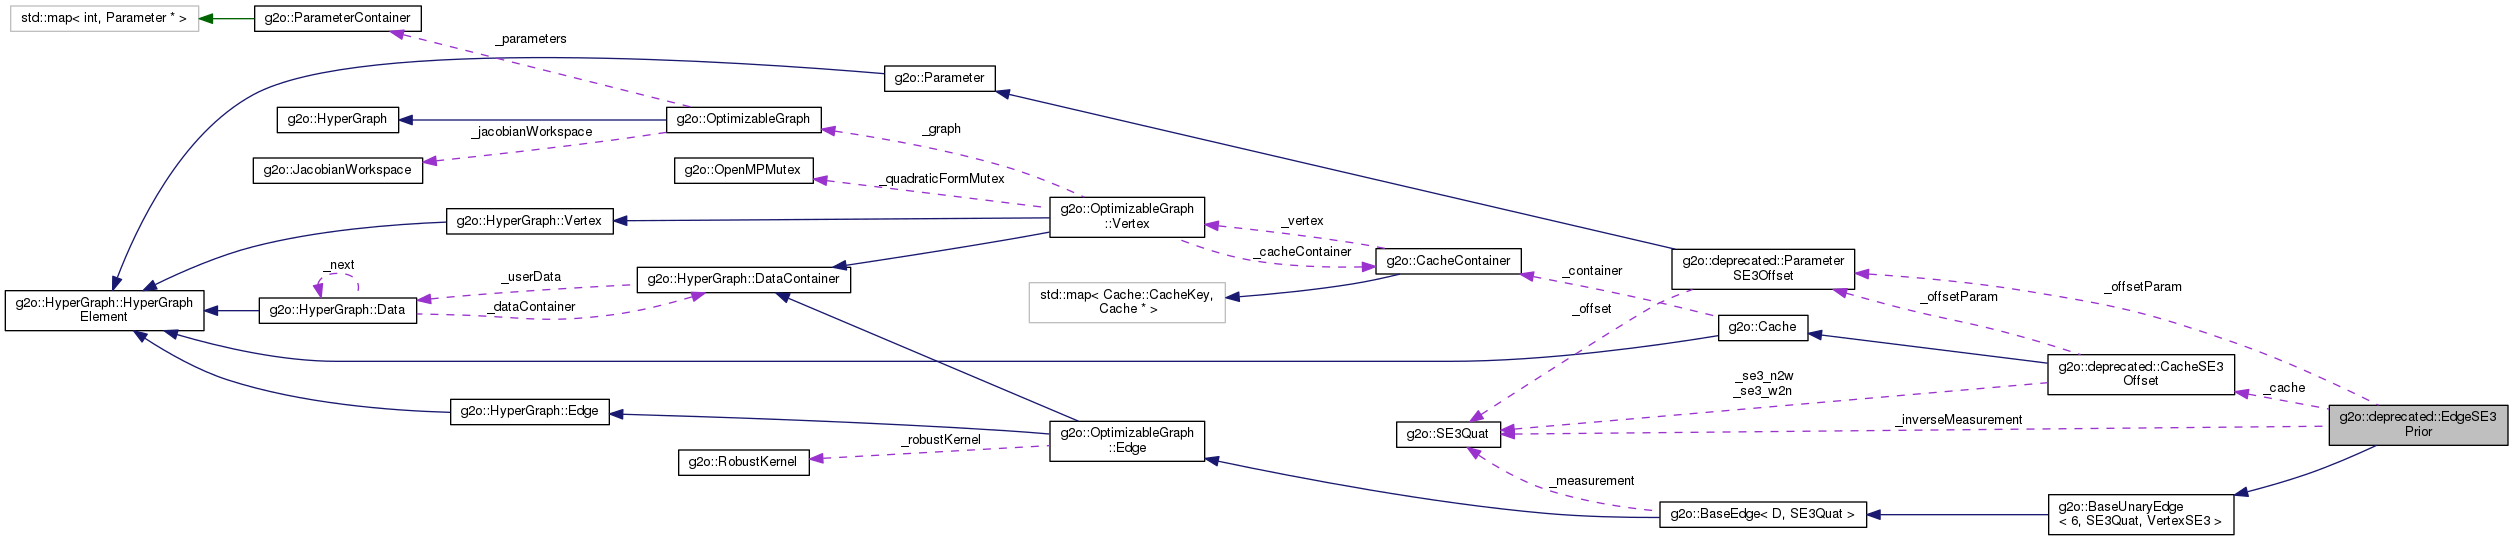 std::map< int, Parameter * >
g2o::ParameterContainer
_parameters
g2o::Parameter
g2o::HyperGraph
g2o::OptimizableGraph
_jacobianWorkspace
_graph
g2o::JacobianWorkspace
g2o::OpenMPMutex
_quadraticFormMutex
g2o::HyperGraph::Vertex
g2o::OptimizableGraph
::Vertex
_vertex
_cacheContainer
g2o::CacheContainer
_container
g2o::deprecated::Parameter
SE3Offset
_offsetParam
_offsetParam
_next
_userData
g2o::HyperGraph::DataContainer
_dataContainer
g2o::HyperGraph::HyperGraph
Element
g2o::HyperGraph::Data
std::map< Cache::CacheKey,
Cache * >
_offset
g2o::Cache
g2o::deprecated::CacheSE3
Offset
_se3_n2w
_se3_w2n
_cache
g2o::HyperGraph::Edge
g2o::OptimizableGraph
::Edge
_robustKernel
g2o::RobustKernel
g2o::SE3Quat
_inverseMeasurement
g2o::deprecated::EdgeSE3
Prior
_measurement
g2o::BaseEdge< D, SE3Quat >
g2o::BaseUnaryEdge
< 6, SE3Quat, VertexSE3 >